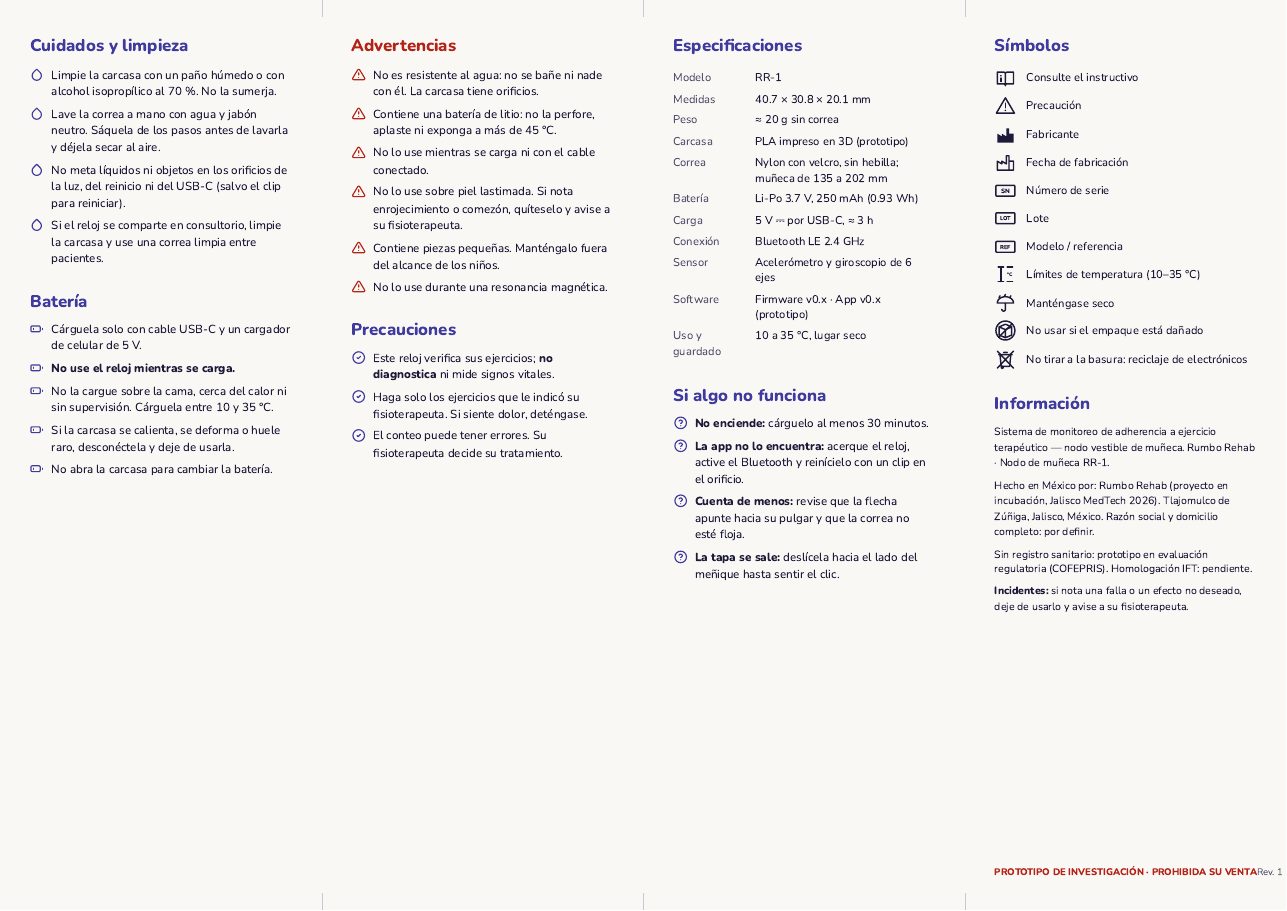 Cuidados y limpieza
Limpie la carcasa con un paño húmedo o con
alcohol isopropílico al 70 %. No la sumerja.
Lave la correa a mano con agua y jabón
neutro. Sáquela de los pasos antes de lavarla
y déjela secar al aire.
No meta líquidos ni objetos en los orificios de
la luz, del reinicio ni del USB-C (salvo el clip
para reiniciar).
Si el reloj se comparte en consultorio, limpie
la carcasa y use una correa limpia entre
pacientes.
Batería
Cárguela solo con cable USB-C y un cargador
de celular de 5 V.
No use el reloj mientras se carga.
No la cargue sobre la cama, cerca del calor ni
sin supervisión. Cárguela entre 10 y 35 °C.
Si la carcasa se calienta, se deforma o huele
raro, desconéctela y deje de usarla.
No abra la carcasa para cambiar la batería.
Advertencias
No es resistente al agua: no se bañe ni nade
con él. La carcasa tiene orificios.
Contiene una batería de litio: no la perfore,
aplaste ni exponga a más de 45 °C.
No lo use mientras se carga ni con el cable
conectado.
No lo use sobre piel lastimada. Si nota
enrojecimiento o comezón, quíteselo y avise a
su fisioterapeuta.
Contiene piezas pequeñas. Manténgalo fuera
del alcance de los niños.
No lo use durante una resonancia magnética.
Precauciones
Este reloj verifica sus ejercicios; no
diagnostica ni mide signos vitales.
Haga solo los ejercicios que le indicó su
fisioterapeuta. Si siente dolor, deténgase.
El conteo puede tener errores. Su
fisioterapeuta decide su tratamiento.
Especificaciones
Modelo RR-1
Medidas 40.7 × 30.8 × 20.1 mm
Peso ≈ 20 g sin correa
Carcasa PLA impreso en 3D (prototipo)
Correa Nylon con velcro, sin hebilla;
muñeca de 135 a 202 mm
Batería Li-Po 3.7 V, 250 mAh (0.93 Wh)
Carga 5 V ⎓ por USB-C, ≈ 3 h
Conexión Bluetooth LE 2.4 GHz
Sensor Acelerómetro y giroscopio de 6
ejes
Software Firmware v0.x · App v0.x
(prototipo)
Uso y 10 a 35 °C, lugar seco
guardado
Si algo no funciona
No enciende: cárguelo al menos 30 minutos.
La app no lo encuentra: acerque el reloj,
active el Bluetooth y reinícielo con un clip en
el orificio.
Cuenta de menos: revise que la flecha
apunte hacia su pulgar y que la correa no
esté floja.
La tapa se sale: deslícela hacia el lado del
meñique hasta sentir el clic.
Símbolos
Consulte el instructivo
Precaución
Fabricante
Fecha de fabricación
SN Número de serie
LOT Lote
REF Modelo / referencia
°C Límites de temperatura (10–35 °C)
Manténgase seco
No usar si el empaque está dañado
No tirar a la basura: reciclaje de electrónicos
Información
Sistema de monitoreo de adherencia a ejercicio
terapéutico — nodo vestible de muñeca. Rumbo Rehab
· Nodo de muñeca RR-1.
Hecho en México por: Rumbo Rehab (proyecto en
incubación, Jalisco MedTech 2026). Tlajomulco de
Zúñiga, Jalisco, México. Razón social y domicilio
completo: por definir.
Sin registro sanitario: prototipo en evaluación
regulatoria (COFEPRIS). Homologación IFT: pendiente.
Incidentes: si nota una falla o un efecto no deseado,
deje de usarlo y avise a su fisioterapeuta.
PROTOTIPO DE INVESTIGACIÓN · PROHIBIDA SU VENTA Rev. 1